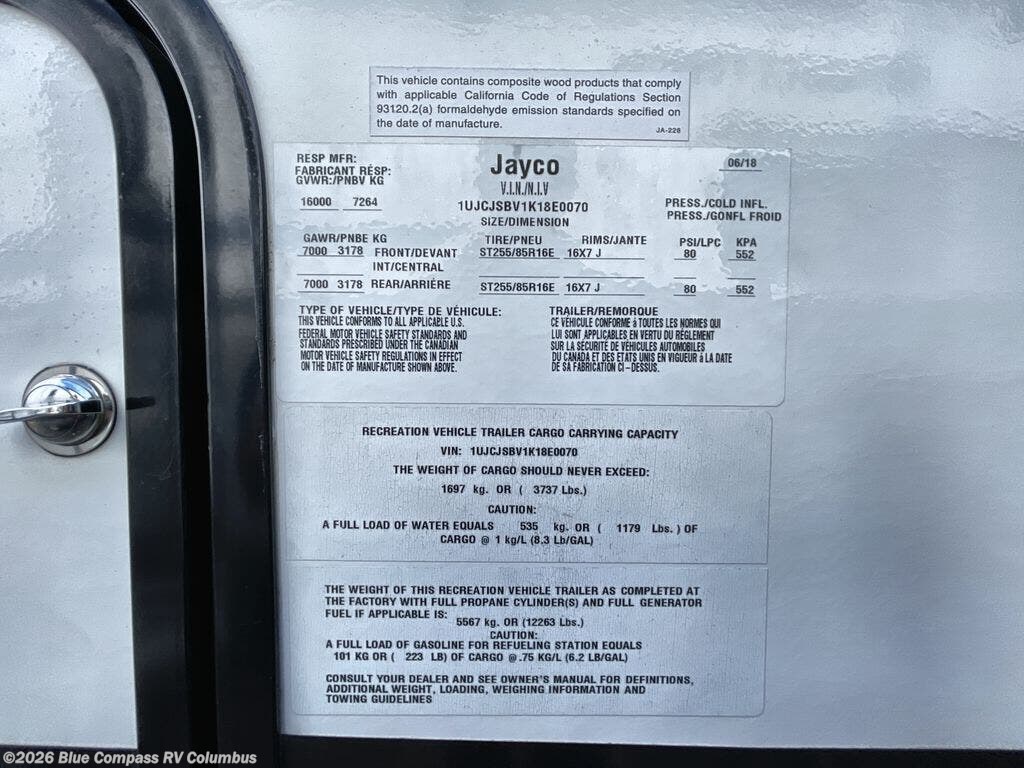 This vehicle contains composite wood products that comply
with applicable California Code of Regulations Section
93120.2(a) formaldehyde emission standards specified on
the date of manufacture.
JA-228
RESP MFR:
FABRICANT RÉSP:
GVWR:/PNBV KG
16000 7264
Jayco
V.I.N./N.I.V
1UJCJSBV1K18E0070
SIZE/DIMENSION
06/18
PRESS./COLD INFL.
PRESS./GONFL FROID
GAWR/PNBE KG TIRE/PNEU RIMS/JANTE PSI/LPC KPA
7000 3178 FRONT/DEVANT ST255/85R16E 16X7 J 80 552
INT/CENTRAL
7000 3178 REAR/ARRIÉRE ST255/85R16E 16X7 J 80 552
TYPE OF VEHICLE/TYPE DE VÉHICULE:
THIS VEHICLE CONFORMS TO ALL APPLICABLE U.S.
FEDERAL MOTOR VEHICLE SAFETY STANDARDS AND
STANDARDS PRESCRIBED UNDER THE CANADIAN
MOTOR VEHICLE SAFETY REGULATIONS IN EFFECT
ON THE DATE OF MANUFACTURE SHOWN ABOVE.
TRAILER/REMORQUE
CE VÉHICULE CONFORME à TOUTES LES NORMES QUI
LUI SONT APPLICABLES EN VERTU DU RÈGLEMENT
SUR LA SÉCURITE DE VÉHICULES AUTOMOBILES
DU CANADA ET DES ETATS UNIS EN VIGUEUR à LA DATE
DE SA FABRICATION CI-DESSUS.
RECREATION VEHICLE TRAILER CARGO CARRYING CAPACITY
VIN: 1UJCJSBV1K18E0070
THE WEIGHT OF CARGO SHOULD NEVER EXCEED:
1697 kg. OR ( 3737 Lbs.)
CAUTION:
A FULL LOAD OF WATER EQUALS 535 kg. OR ( 1179 Lbs. ) OF
CARGO @ 1 kg/L (8.3 Lb/GAL)
THE WEIGHT OF THIS RECREATION VEHICLE TRAILER AS COMPLETED AT
THE FACTORY WITH FULL PROPANE CYLINDER(S) AND FULL GENERATOR
FUEL IF APPLICABLE IS: 5567 kg. OR (12263 Lbs.)
CAUTION:
A FULL LOAD OF GASOLINE FOR REFUELING STATION EQUALS
101 KG OR ( 223 LB) OF CARGO @ .75 KG/L (6.2 LB/GAL)
CONSULT YOUR DEALER AND SEE OWNER'S MANUAL FOR DEFINITIONS,
ADDITIONAL WEIGHT, LOADING, WEIGHING INFORMATION AND
TOWING GUIDELINES
©2026 Blue Compass RV Columbus